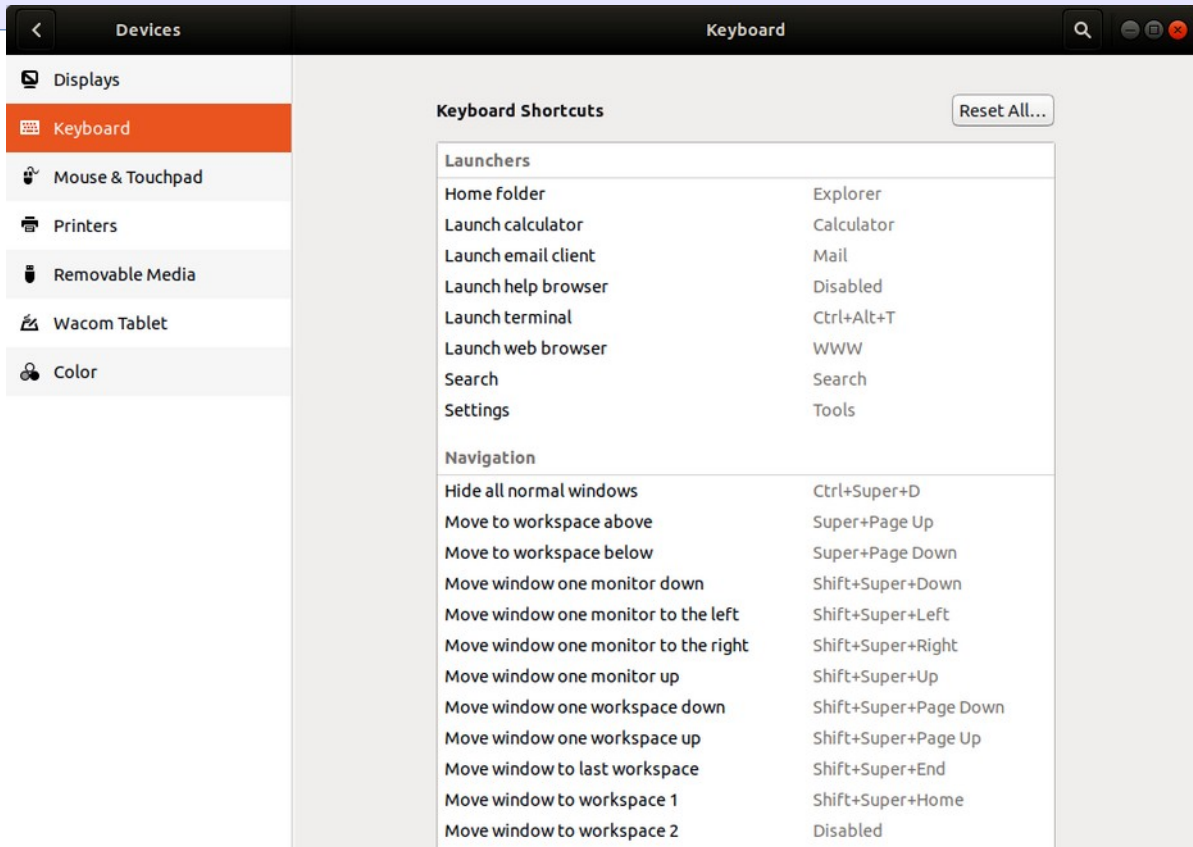 Devices
Keyboard
Displays
Keyboard
Mouse & Touchpad
Printers
Removable Media
Wacom Tablet
Color
Keyboard Shortcuts
Reset All...
Launchers
Home folder Explorer
Launch calculator Calculator
Launch email client Mail
Launch help browser Disabled
Launch terminal Ctrl+Alt+T
Launch web browser WWW
Search Search
Settings Tools
Navigation
Hide all normal windows Ctrl+Super+D
Move to workspace above Super+Page Up
Move to workspace below Super+Page Down
Move window one monitor down Shift+Super+Down
Move window one monitor to the left Shift+Super+Left
Move window one monitor to the right Shift+Super+Right
Move window one monitor up Shift+Super+Up
Move window one workspace down Shift+Super+Page Down
Move window one workspace up Shift+Super+Page Up
Move window to last workspace Shift+Super+End
Move window to workspace 1 Shift+Super+Home
Move window to workspace 2 Disabled